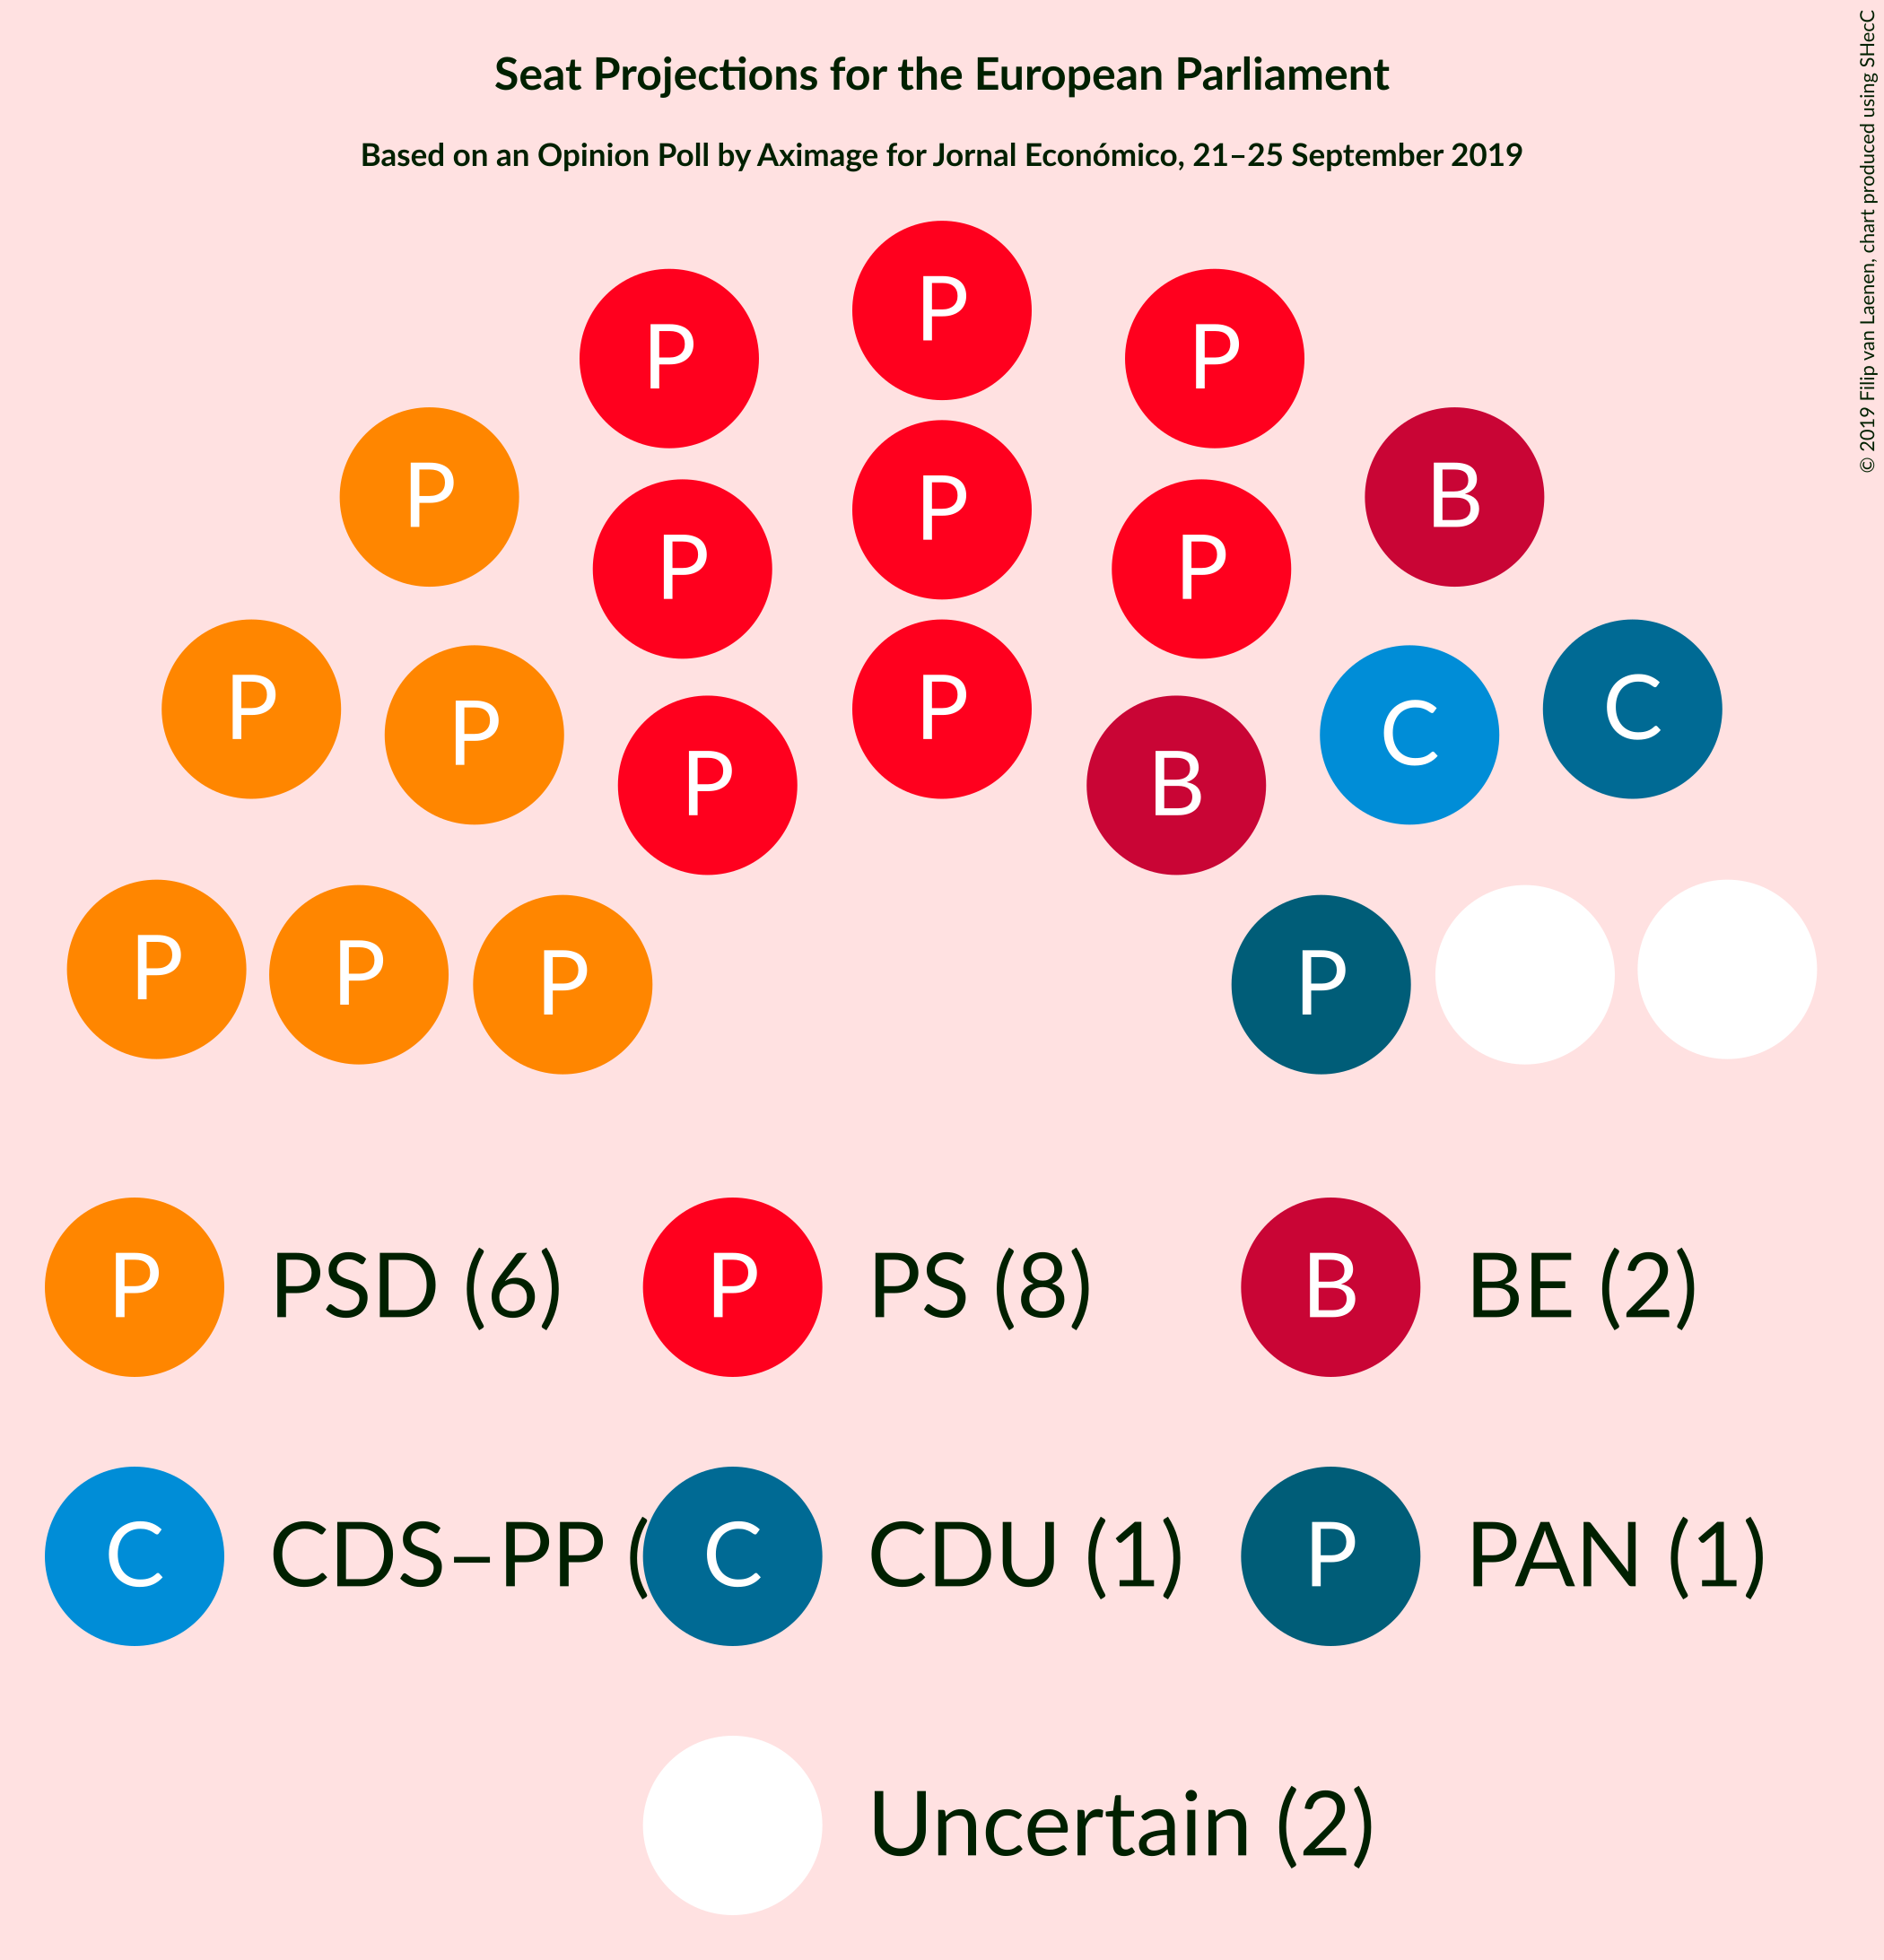 Seat Projections for the European Parliament
Based on an Opinion Poll by Aximage for Jornal Económico, 21–25 September 2019
© 2019 Filip van Laenen, chart produced using SHecC
P
P P
P B
P
P P
P P
P C
P C
P B
P P P P
P PSD (6) P PS (8) B BE (2)
C CDS–PP ( C CDU (1) P PAN (1)
Uncertain (2)